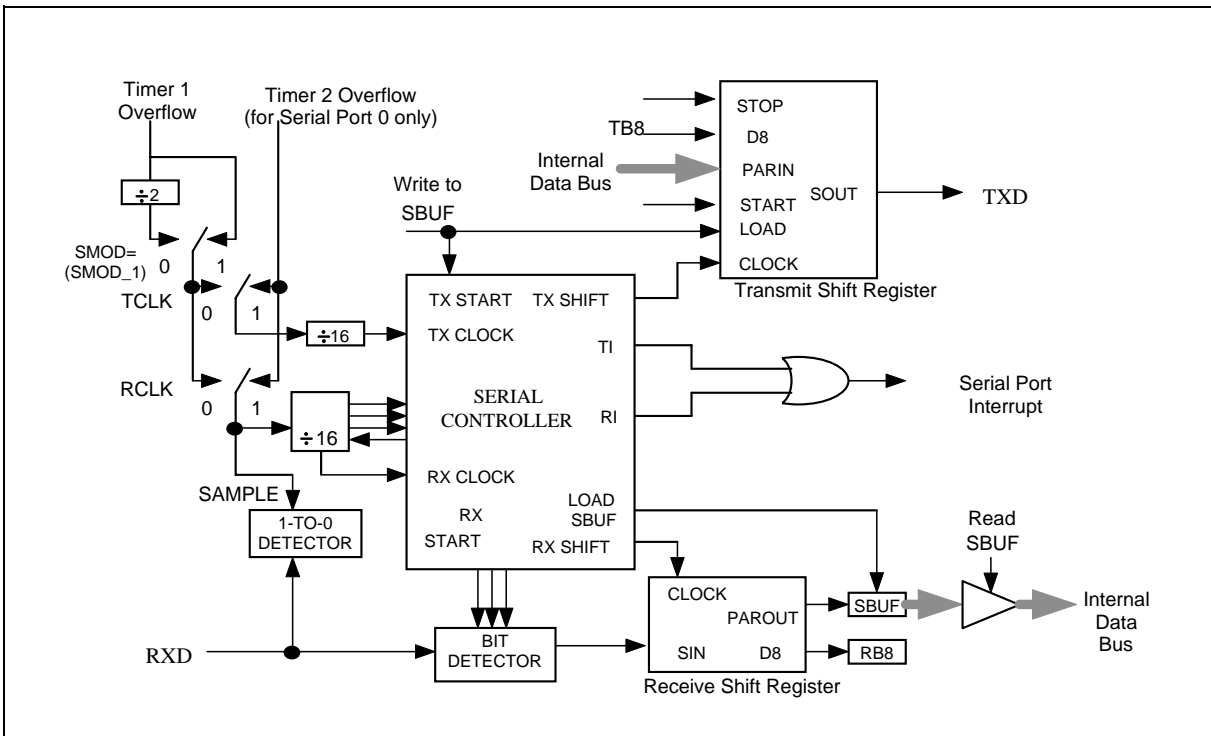 Timer 1
Overflow
Timer 2 Overflow
(for Serial Port 0 only)
÷2
SMOD=
(SMOD_1)
0
1
TCLK
0
1
÷16
RCLK
0
1
÷16
SAMPLE
1-TO-0
DETECTOR
RXD
Write to
SBUF
TX START
TX SHIFT
TX CLOCK
TI
SERIAL
CONTROLLER
RI
RX CLOCK
LOAD
SBUF
RX
START
RX SHIFT
BIT
DETECTOR
TB8
Internal
Data Bus
STOP
D8
PARIN
SOUT
START
LOAD
CLOCK
Transmit Shift Register
TXD
Serial Port
Interrupt
CLOCK
PAROUT
SIN
D8
Receive Shift Register
SBUF
RB8
Read
SBUF
Internal
Data
Bus